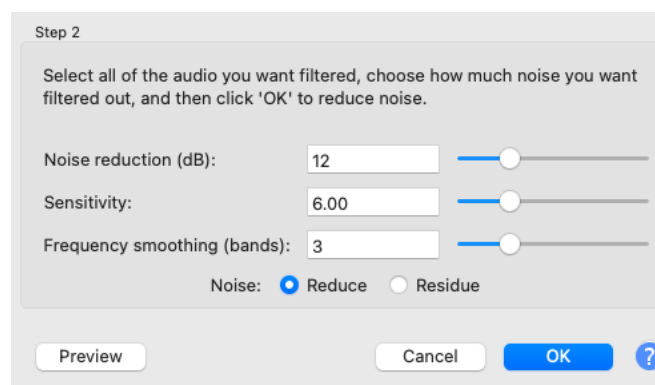 Step 2
Select all of the audio you want filtered, choose how much noise you want
filtered out, and then click 'OK' to reduce noise.
Noise reduction (dB): 12
Sensitivity: 6.00
Frequency smoothing (bands): 3
Noise: Reduce Residue
Preview Cancel OK ?